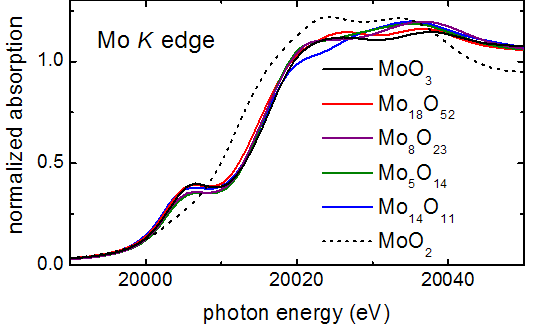 Mo K edge
normalized absorption
1.0
0.5
0.0
MoO3
Mo18O52
Mo8O23
Mo5O14
Mo14O11
MoO2
20000
20020
20040
photon energy (eV)